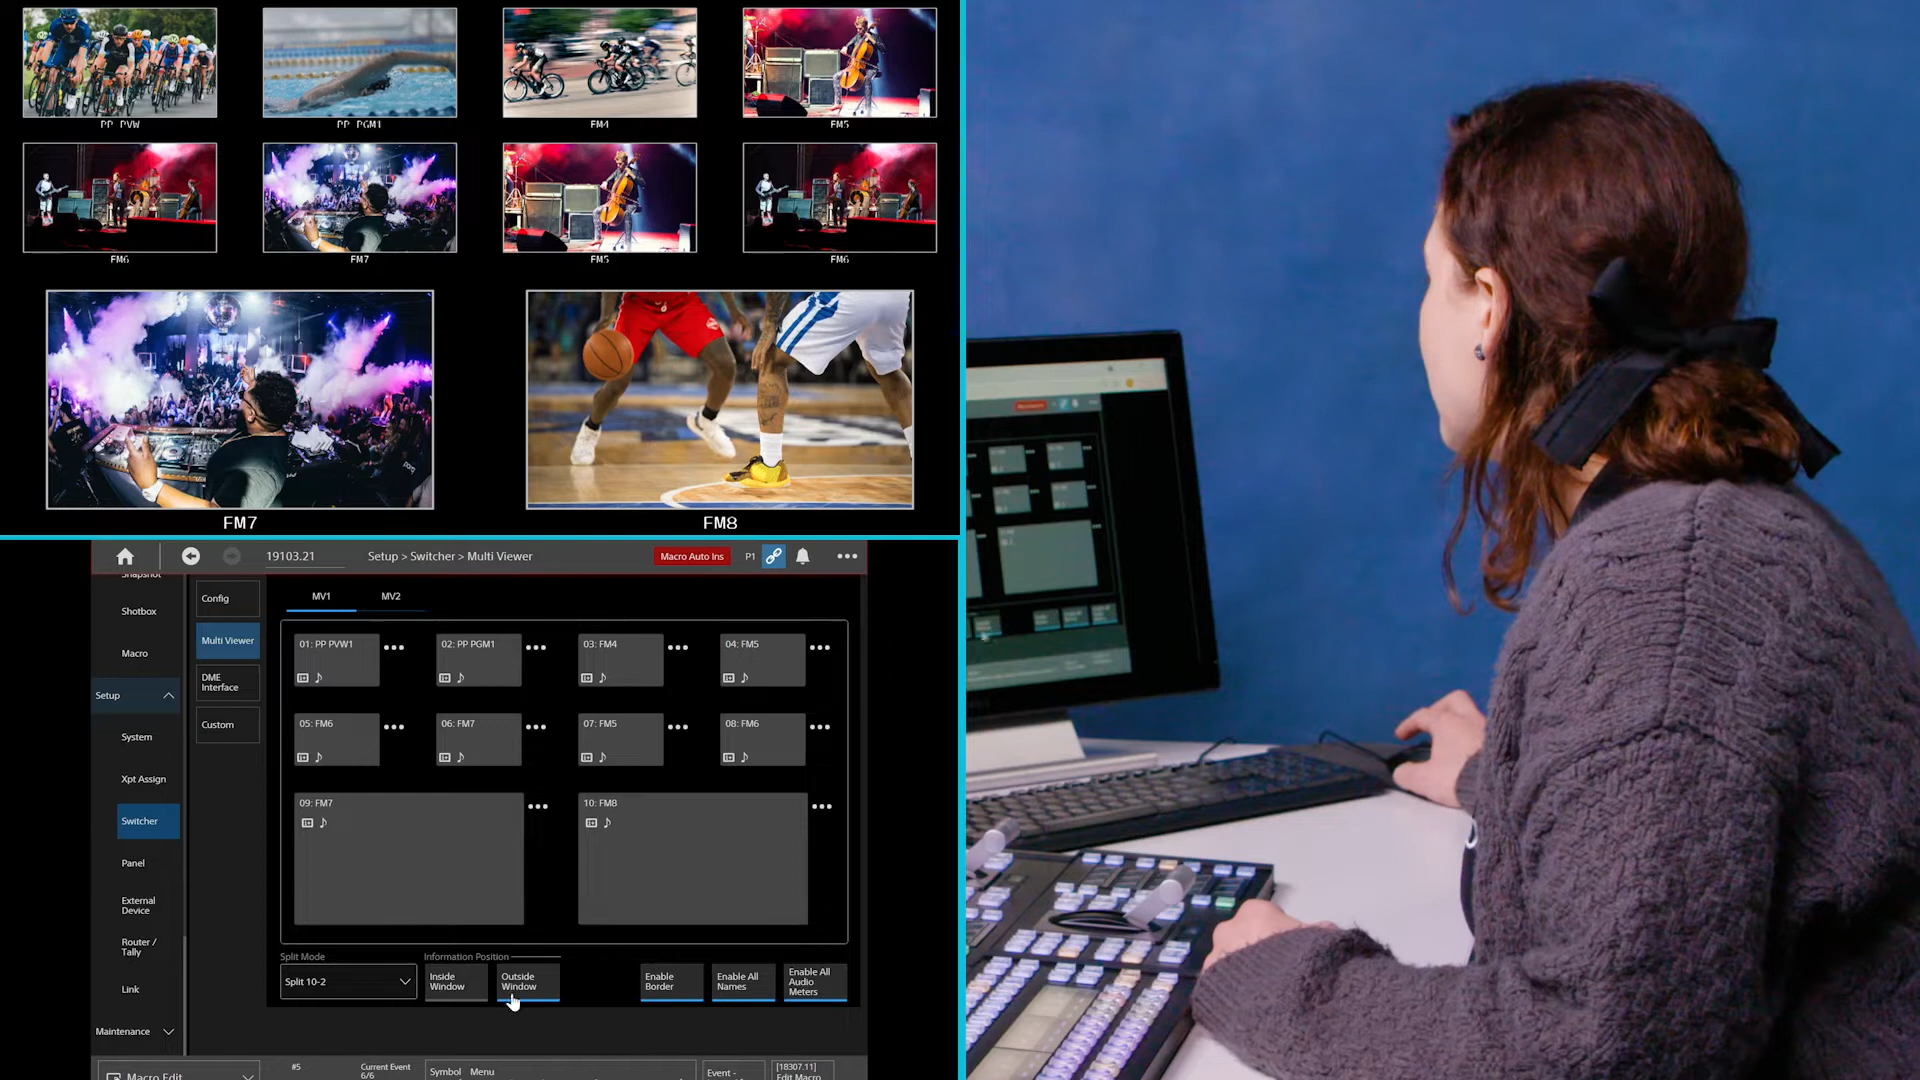 PP PVW
PP PGM1
FM4
FM5
FM6
FM7
FM5
FM6
FM7
FM8
19103.21
Setup > Switcher > Multi Viewer
Macro Auto Ins
P1
Snapshot
Shotbox
Macro
Setup
System
Xpt Assign
Switcher
Panel
External
Device
Router /
Tally
Link
Maintenance
Config
Multi Viewer
DME
Interface
Custom
MV1
MV2
01: PP PVW1
02: PP PGM1
03: FM4
04: FM5
05: FM6
06: FM7
07: FM5
08: FM6
09: FM7
10: FM8
Split Mode
Split 10-2
Information Position
Inside
Window
Outside
Window
Enable
Border
Enable All
Names
Enable All
Audio
Meters
Macro Edit
#5
Current Event
6/6
Symbol
Menu
Event -
[18307.11]
Edit Macro